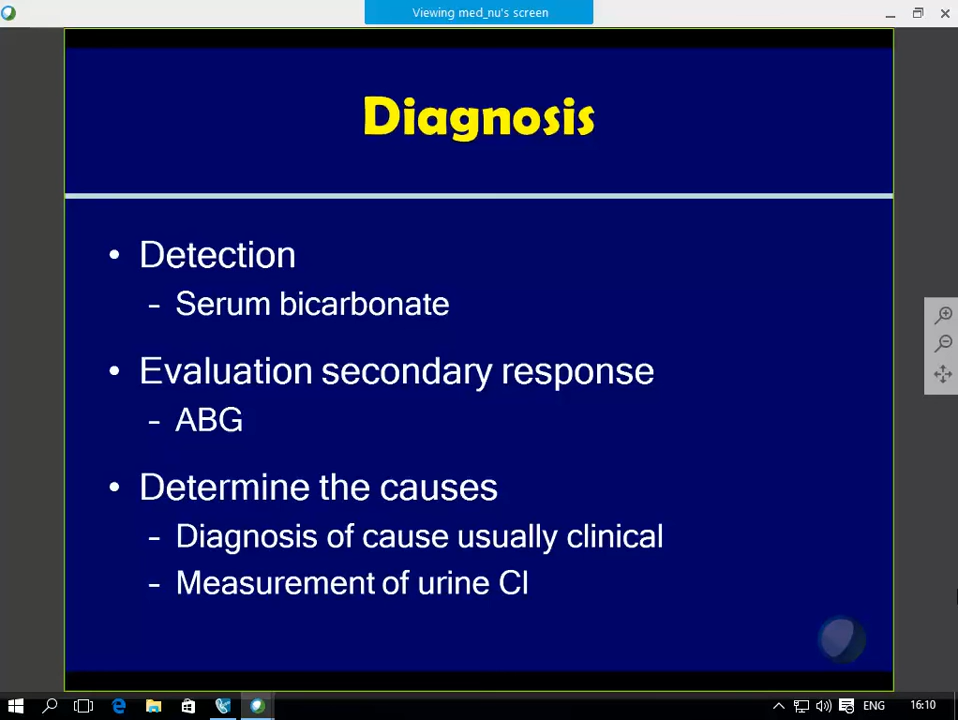 Viewing med_nu's screen
Diagnosis
• Detection
– Serum bicarbonate
• Evaluation secondary response
– ABG
• Determine the causes
– Diagnosis of cause usually clinical
– Measurement of urine Cl
ENG
16:10